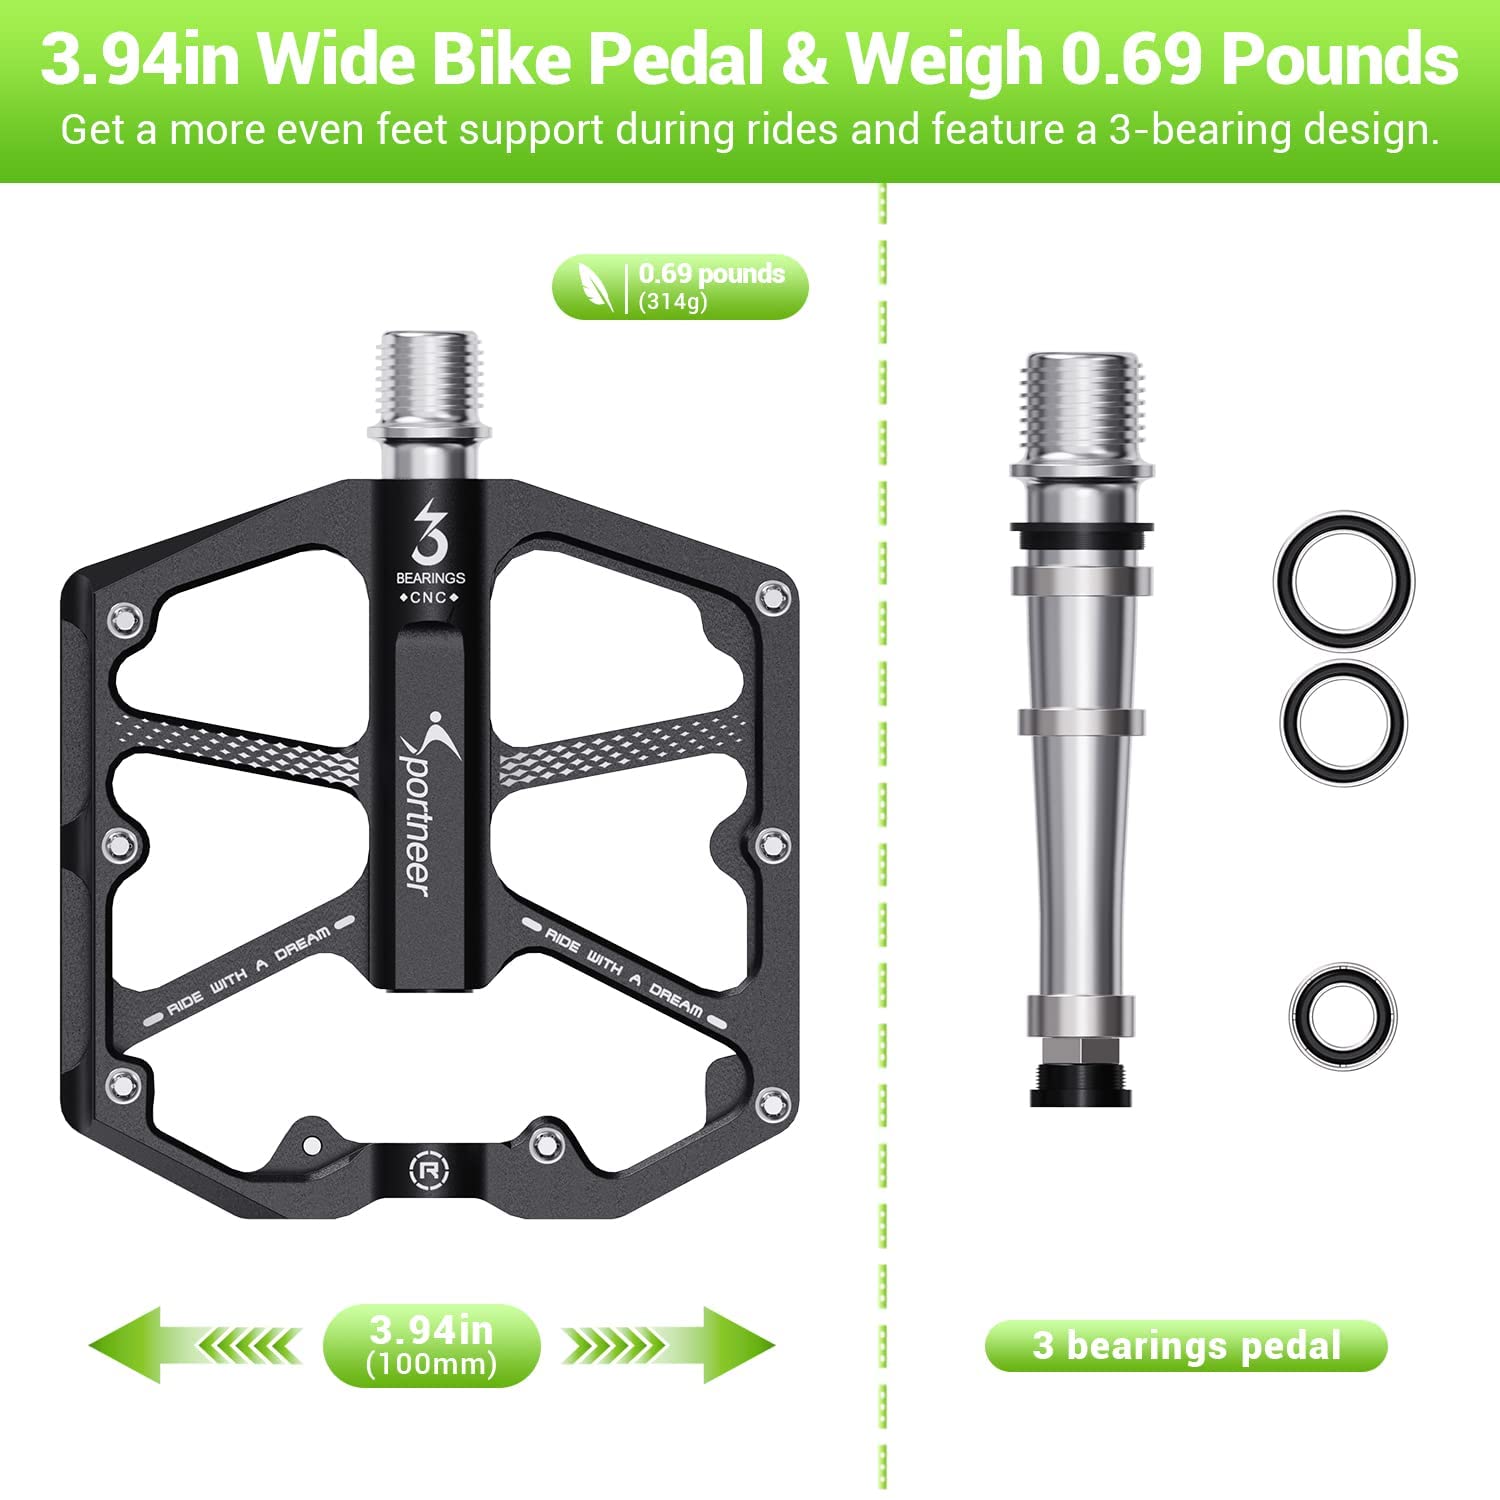 3.94in Wide Bike Pedal & Weigh 0.69 Pounds
Get a more even feet support during rides and feature a 3-bearing design.
0.69 pounds
(314g)
3
BEARINGS
◆CNC◆
Sportneer
RIDE WITH A DREAM
RIDE WITH A DREAM
R
3.94in
(100mm)
3 bearings pedal